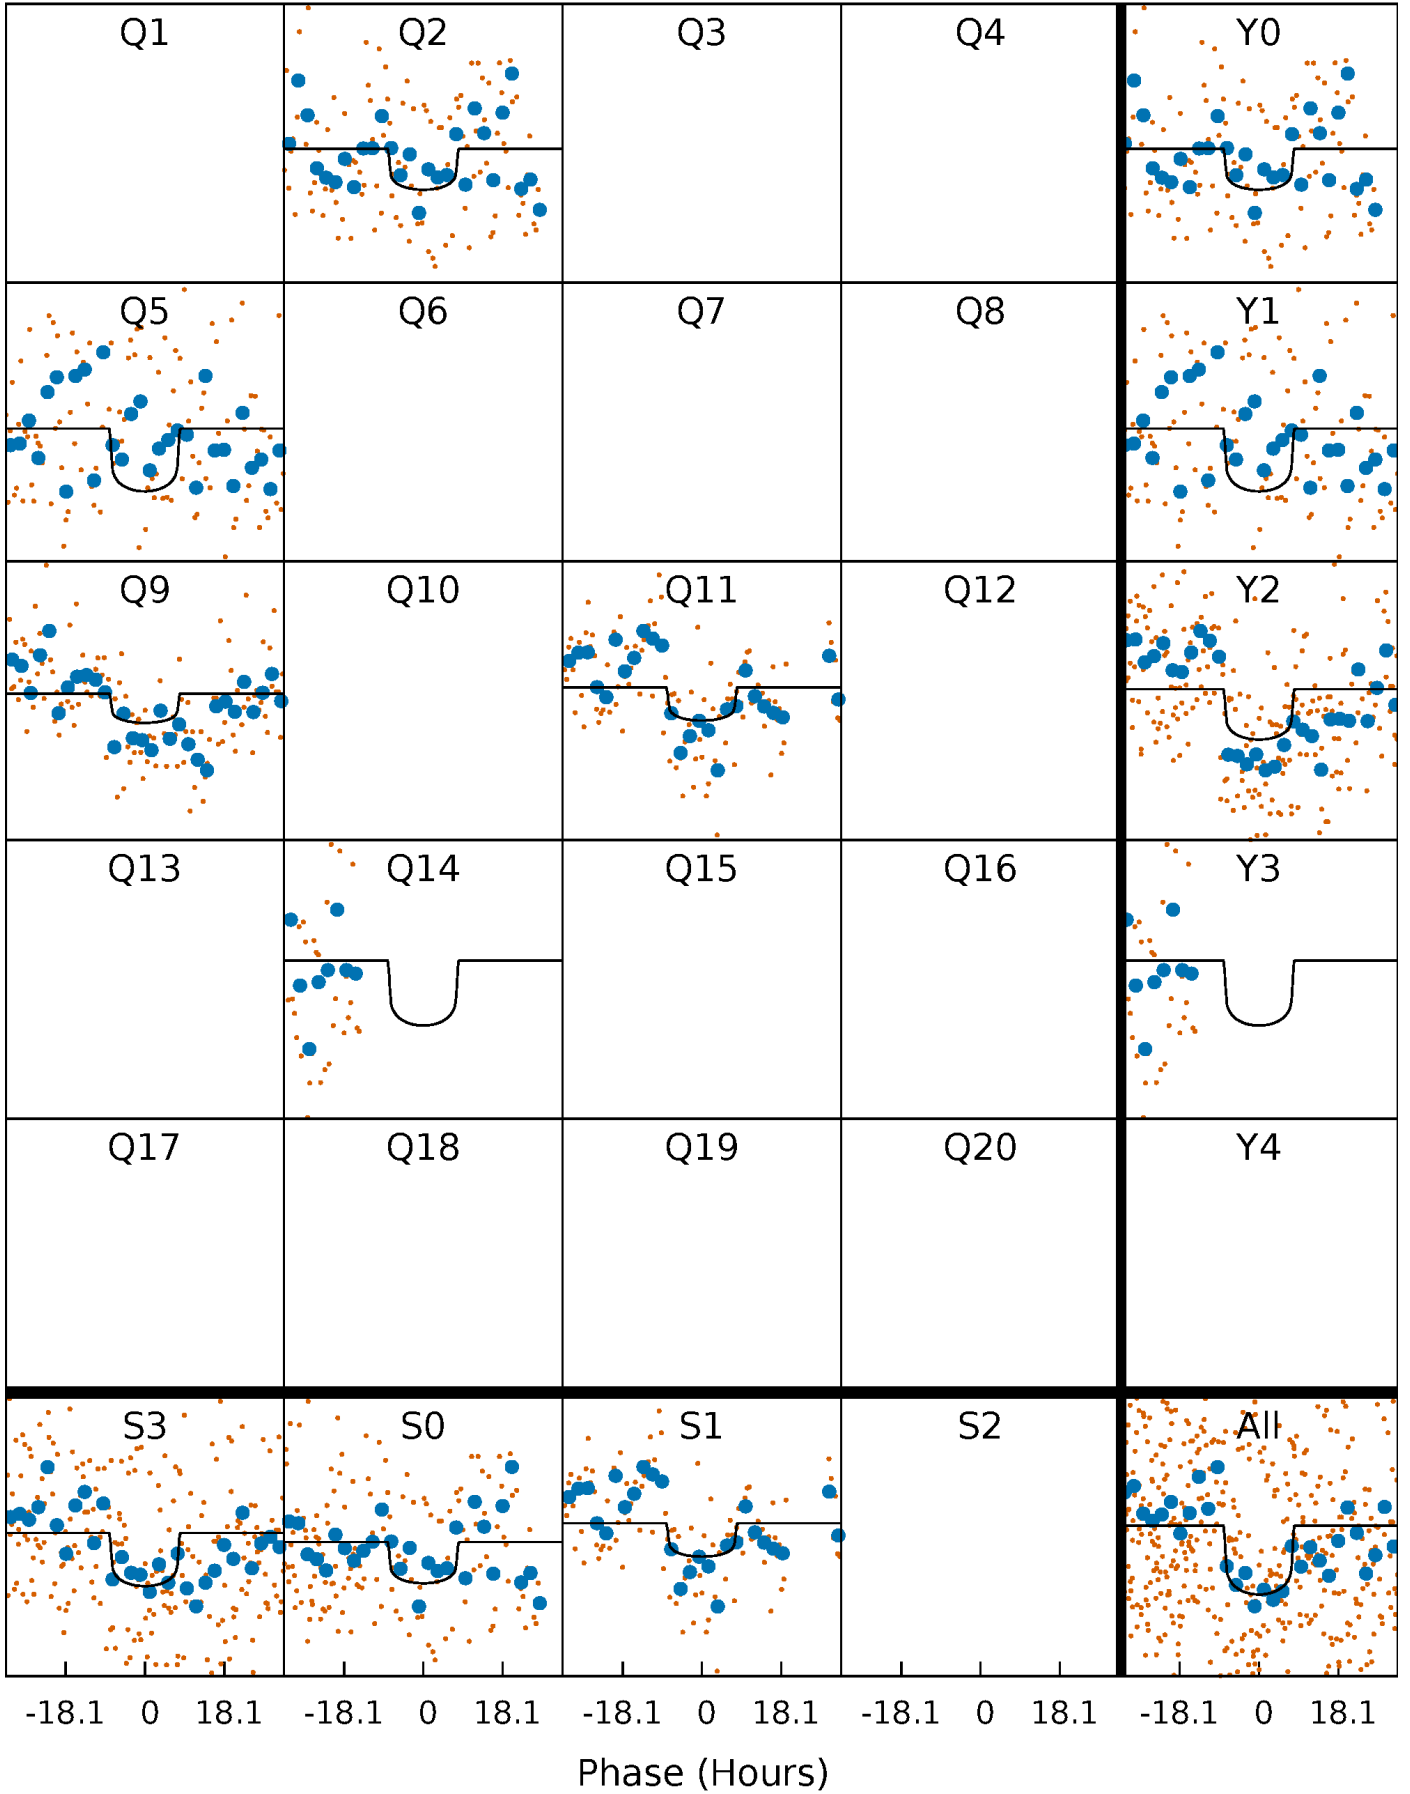 Q1 Q2 Q3 Q4 Y0
Q5 Q6 Q7 Q8 Y1
Q9 Q10 Q11 Q12 Y2
Q13 Q14 Q15 Q16 Y3
Q17 Q18 Q19 Q20 Y4
S3 S0 S1 S2 All
-18.1 0 18.1 -18.1 0 18.1 -18.1 0 18.1 -18.1 0 18.1 -18.1 0 18.1
Phase (Hours)